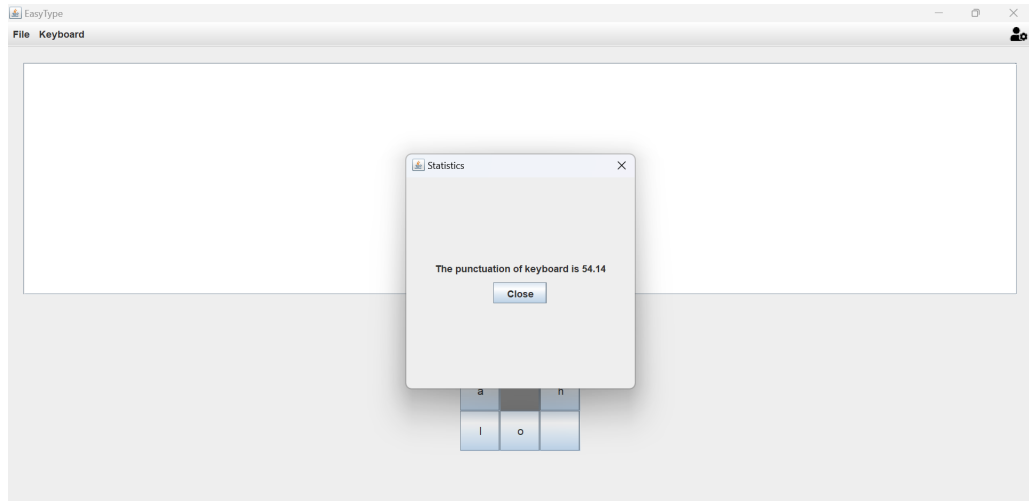 EasyType
File Keyboard
Statistics
The punctuation of keyboard is 54.14
Close
a h
l o